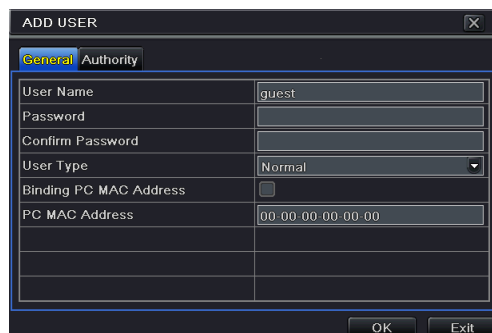 ADD USER
General Authority
User Name guest
Password
Confirm Password
User Type Normal
Binding PC MAC Address
PC MAC Address 00-00-00-00-00-00
OK Exit